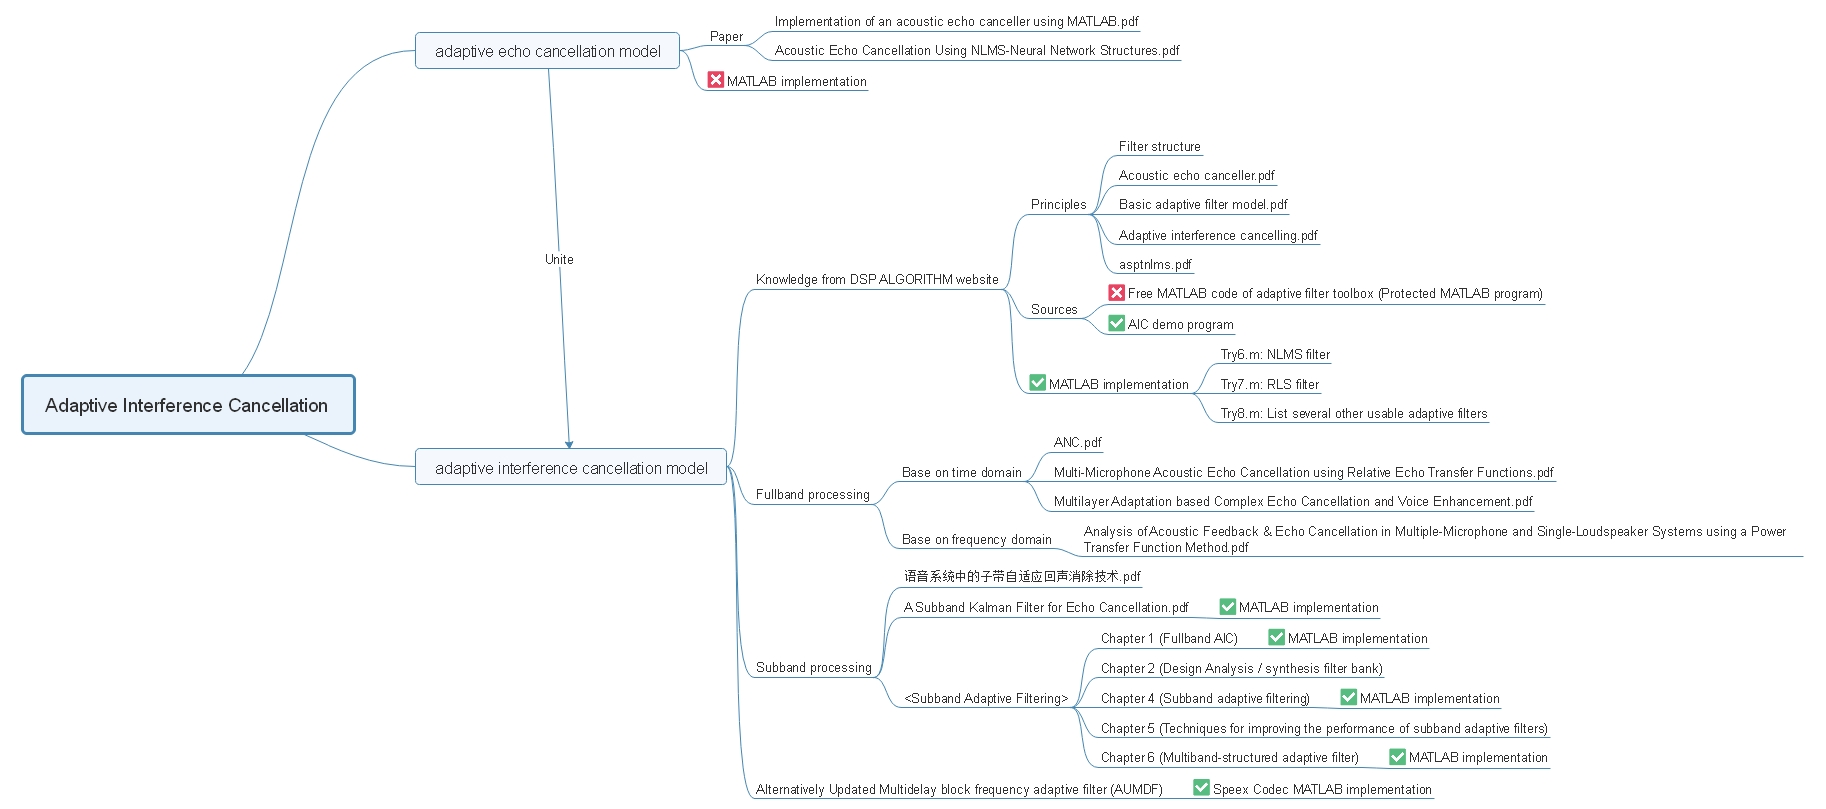 adaptive echo cancellation model
Paper
Implementation of an acoustic echo canceller using MATLAB.pdf
Acoustic Echo Cancellation Using NLMS-Neural Network Structures.pdf
MATLAB implementation
Unite
Adaptive Interference Cancellation
adaptive interference cancellation model
Knowledge from DSP ALGORITHM website
Principles
Filter structure
Acoustic echo canceller.pdf
Basic adaptive filter model.pdf
Adaptive interference cancelling.pdf
asptnlms.pdf
Sources
Free MATLAB code of adaptive filter toolbox (Protected MATLAB program)
AIC demo program
MATLAB implementation
Try6.m: NLMS filter
Try7.m: RLS filter
Try8.m: List several other usable adaptive filters
Fullband processing
Base on time domain
ANC.pdf
Multi-Microphone Acoustic Echo Cancellation using Relative Echo Transfer Functions.pdf
Multilayer Adaptation based Complex Echo Cancellation and Voice Enhancement.pdf
Base on frequency domain
Analysis of Acoustic Feedback & Echo Cancellation in Multiple-Microphone and Single-Loudspeaker Systems using a Power
Transfer Function Method.pdf
Subband processing
语音系统中的子带自适应回声消除技术.pdf
A Subband Kalman Filter for Echo Cancellation.pdf
MATLAB implementation
<Subband Adaptive Filtering>
Chapter 1 (Fullband AIC)
MATLAB implementation
Chapter 2 (Design Analysis / synthesis filter bank)
Chapter 4 (Subband adaptive filtering)
MATLAB implementation
Chapter 5 (Techniques for improving the performance of subband adaptive filters)
Chapter 6 (Multiband-structured adaptive filter)
MATLAB implementation
Alternatively Updated Multidelay block frequency adaptive filter (AUMDF)
Speex Codec MATLAB implementation